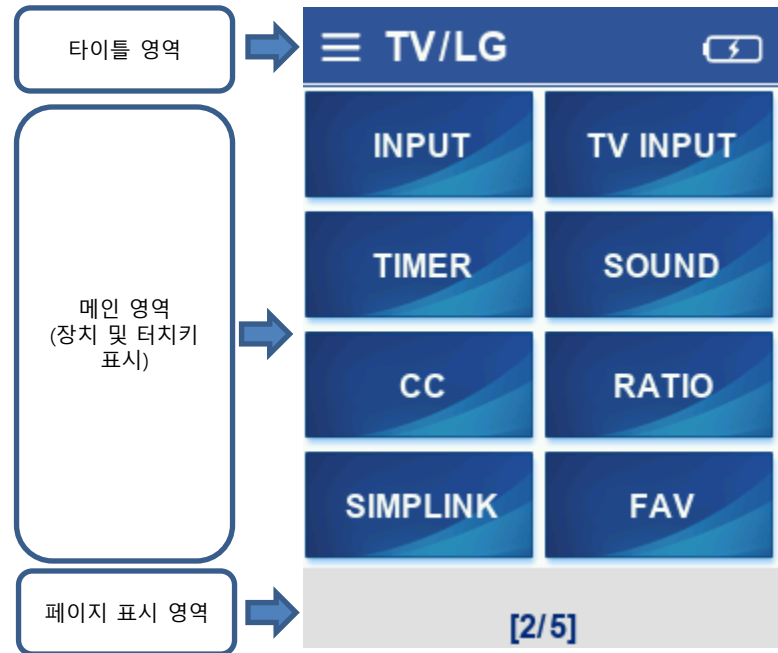 타이틀 영역
TV/LG
INPUT
TV INPUT
TIMER
SOUND
메인 영역
(장치 및 터치키
표시)
CC
RATIO
SIMPLINK
FAV
페이지 표시 영역
[2/5]